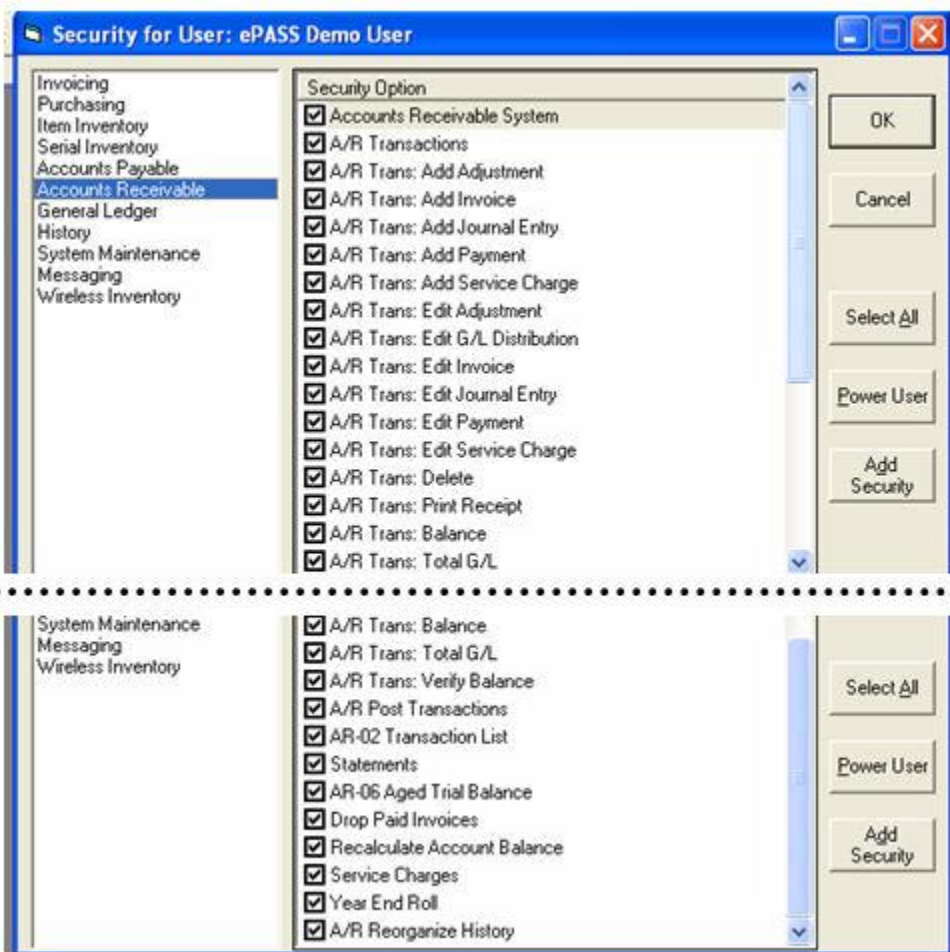 Security for User: ePASS Demo User
Invoicing
Purchasing
Item Inventory
Serial Inventory
Accounts Payable
Accounts Receivable
General Ledger
History
System Maintenance
Messaging
Wireless Inventory
Security Option
Accounts Receivable System
A/R Transactions
A/R Trans: Add Adjustment
A/R Trans: Add Invoice
A/R Trans: Add Journal Entry
A/R Trans: Add Payment
A/R Trans: Add Service Charge
A/R Trans: Edit Adjustment
A/R Trans: Edit G/L Distribution
A/R Trans: Edit Invoice
A/R Trans: Edit Journal Entry
A/R Trans: Edit Payment
A/R Trans: Edit Service Charge
A/R Trans: Delete
A/R Trans: Print Receipt
A/R Trans: Balance
A/R Trans: Total G/L
OK
Cancel
Select All
Power User
Add
Security
System Maintenance
Messaging
Wireless Inventory
A/R Trans: Balance
A/R Trans: Total G/L
A/R Trans: Verify Balance
A/R Post Transactions
AR-02 Transaction List
Statements
AR-06 Aged Trial Balance
Drop Paid Invoices
Recalculate Account Balance
Service Charges
Year End Roll
A/R Reorganize History
Select All
Power User
Add
Security